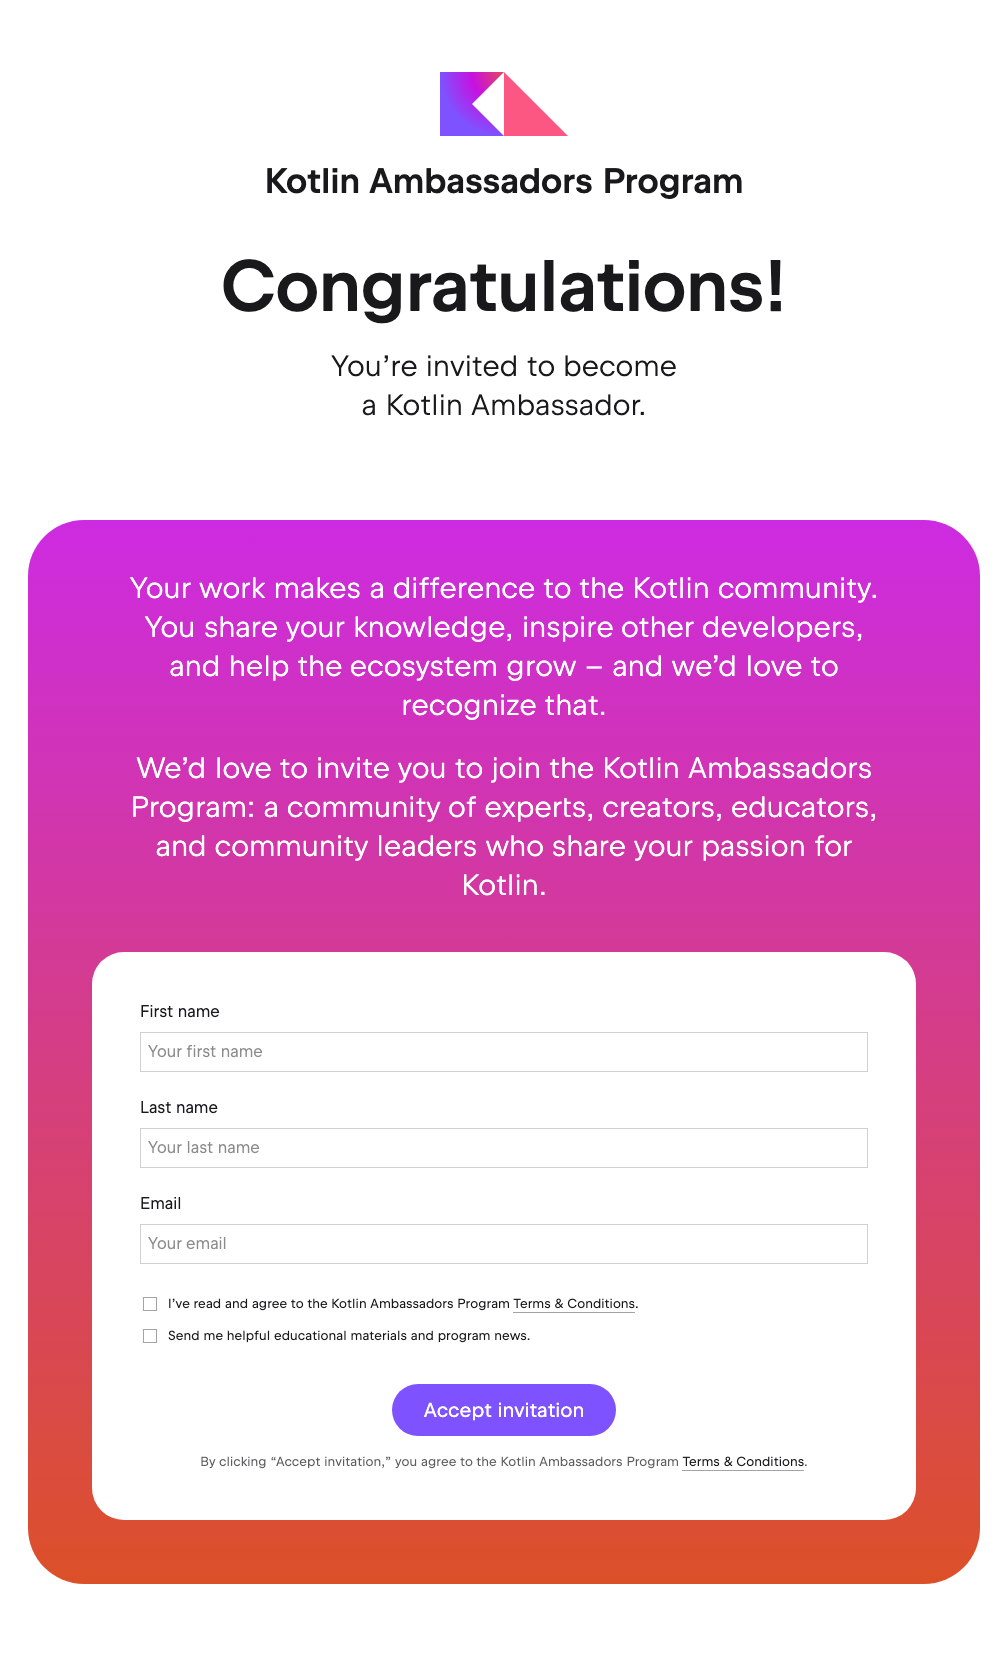 Kotlin Ambassadors Program
Congratulations!
You’re invited to become
a Kotlin Ambassador.
Your work makes a difference to the Kotlin community.
You share your knowledge, inspire other developers,
and help the ecosystem grow – and we’d love to
recognize that.
We’d love to invite you to join the Kotlin Ambassadors
Program: a community of experts, creators, educators,
and community leaders who share your passion for
Kotlin.
First name
Your first name
Last name
Your last name
Email
Your email
I’ve read and agree to the Kotlin Ambassadors Program Terms & Conditions.
Send me helpful educational materials and program news.
Accept invitation
By clicking “Accept invitation,” you agree to the Kotlin Ambassadors Program Terms & Conditions.